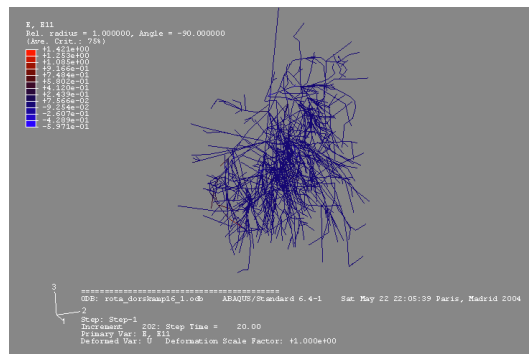 E, E11
Rel. radius = 1.000000, Angle = -90.000000
(Ave. Crit.: 75%)
+1.421e+00
+1.253e+00
+1.085e+00
+9.166e-01
+7.484e-01
+5.802e-01
+4.120e-01
+2.439e-01
+7.566e-02
-9.254e-02
-2.607e-01
-4.289e-01
-5.971e-01
3
2
1
ODB: rota_dorskamp16_1.odb ABAQUS/Standard 6.4-1 Sat May 22 22:05:39 Paris, Madrid 2004
Step: Step-1
Increment 202: Step Time = 20.00
Primary Var: E, E11
Deformed Var: U Deformation Scale Factor: +1.000e+00